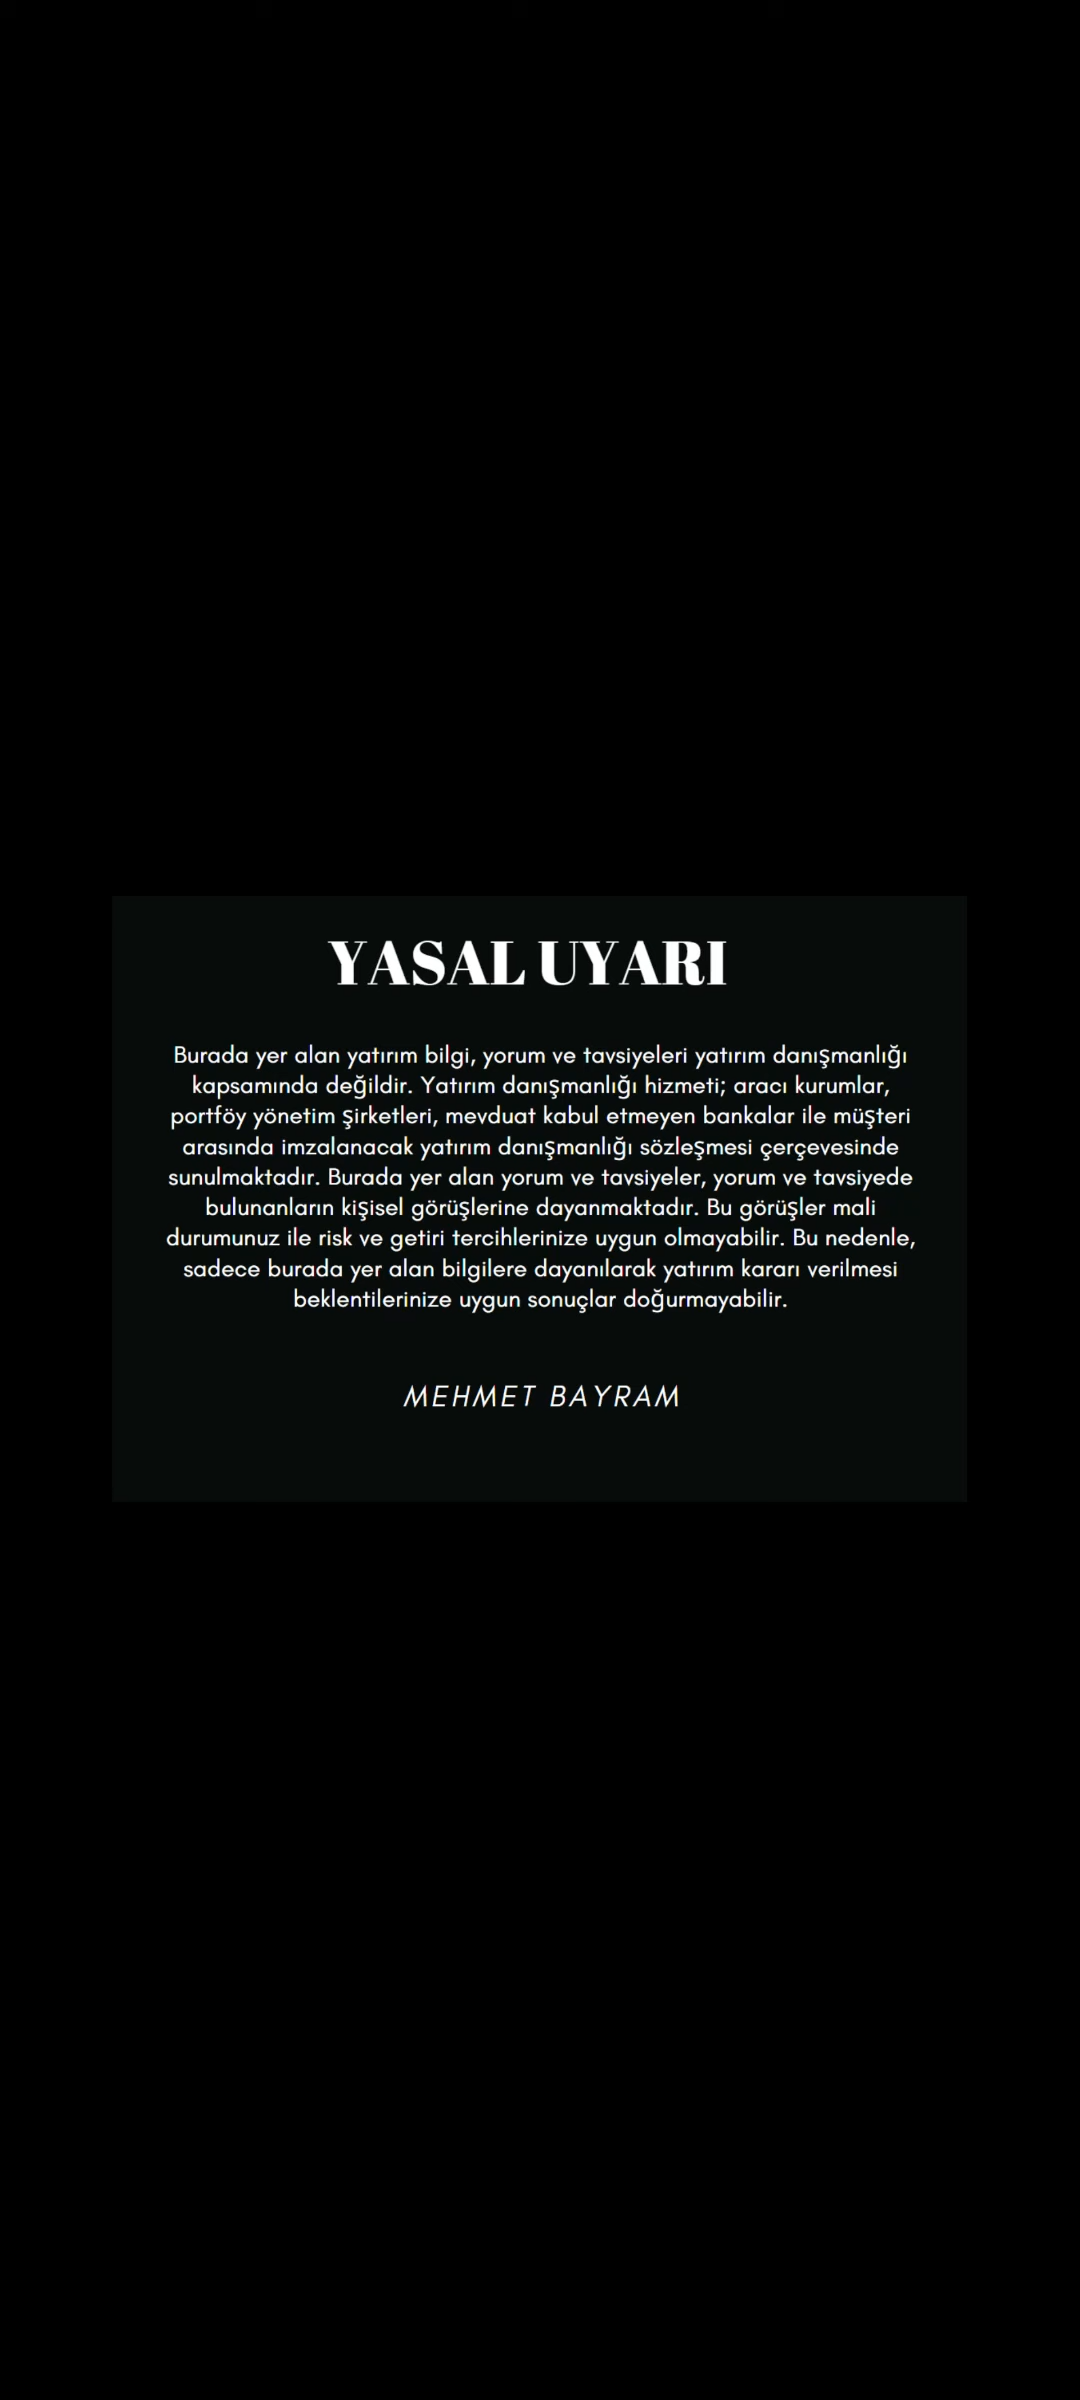 YASAL UYARI
Burada yer alan yatırım bilgi, yorum ve tavsiyeleri yatırım danışmanlığı
kapsamında değildir. Yatırım danışmanlığı hizmeti; aracı kurumlar,
portföy yönetim şirketleri, mevduat kabul etmeyen bankalar ile müşteri
arasında imzalanacak yatırım danışmanlığı sözleşmesi çerçevesinde
sunulmaktadır. Burada yer alan yorum ve tavsiyeler, yorum ve tavsiyede
bulunanların kişisel görüşlerine dayanmaktadır. Bu görüşler mali
durumunuz ile risk ve getiri tercihlerinize uygun olmayabilir. Bu nedenle,
sadece burada yer alan bilgilere dayanılarak yatırım kararı verilmesi
beklentilerinize uygun sonuçlar doğurmayabilir.
MEHMET BAYRAM